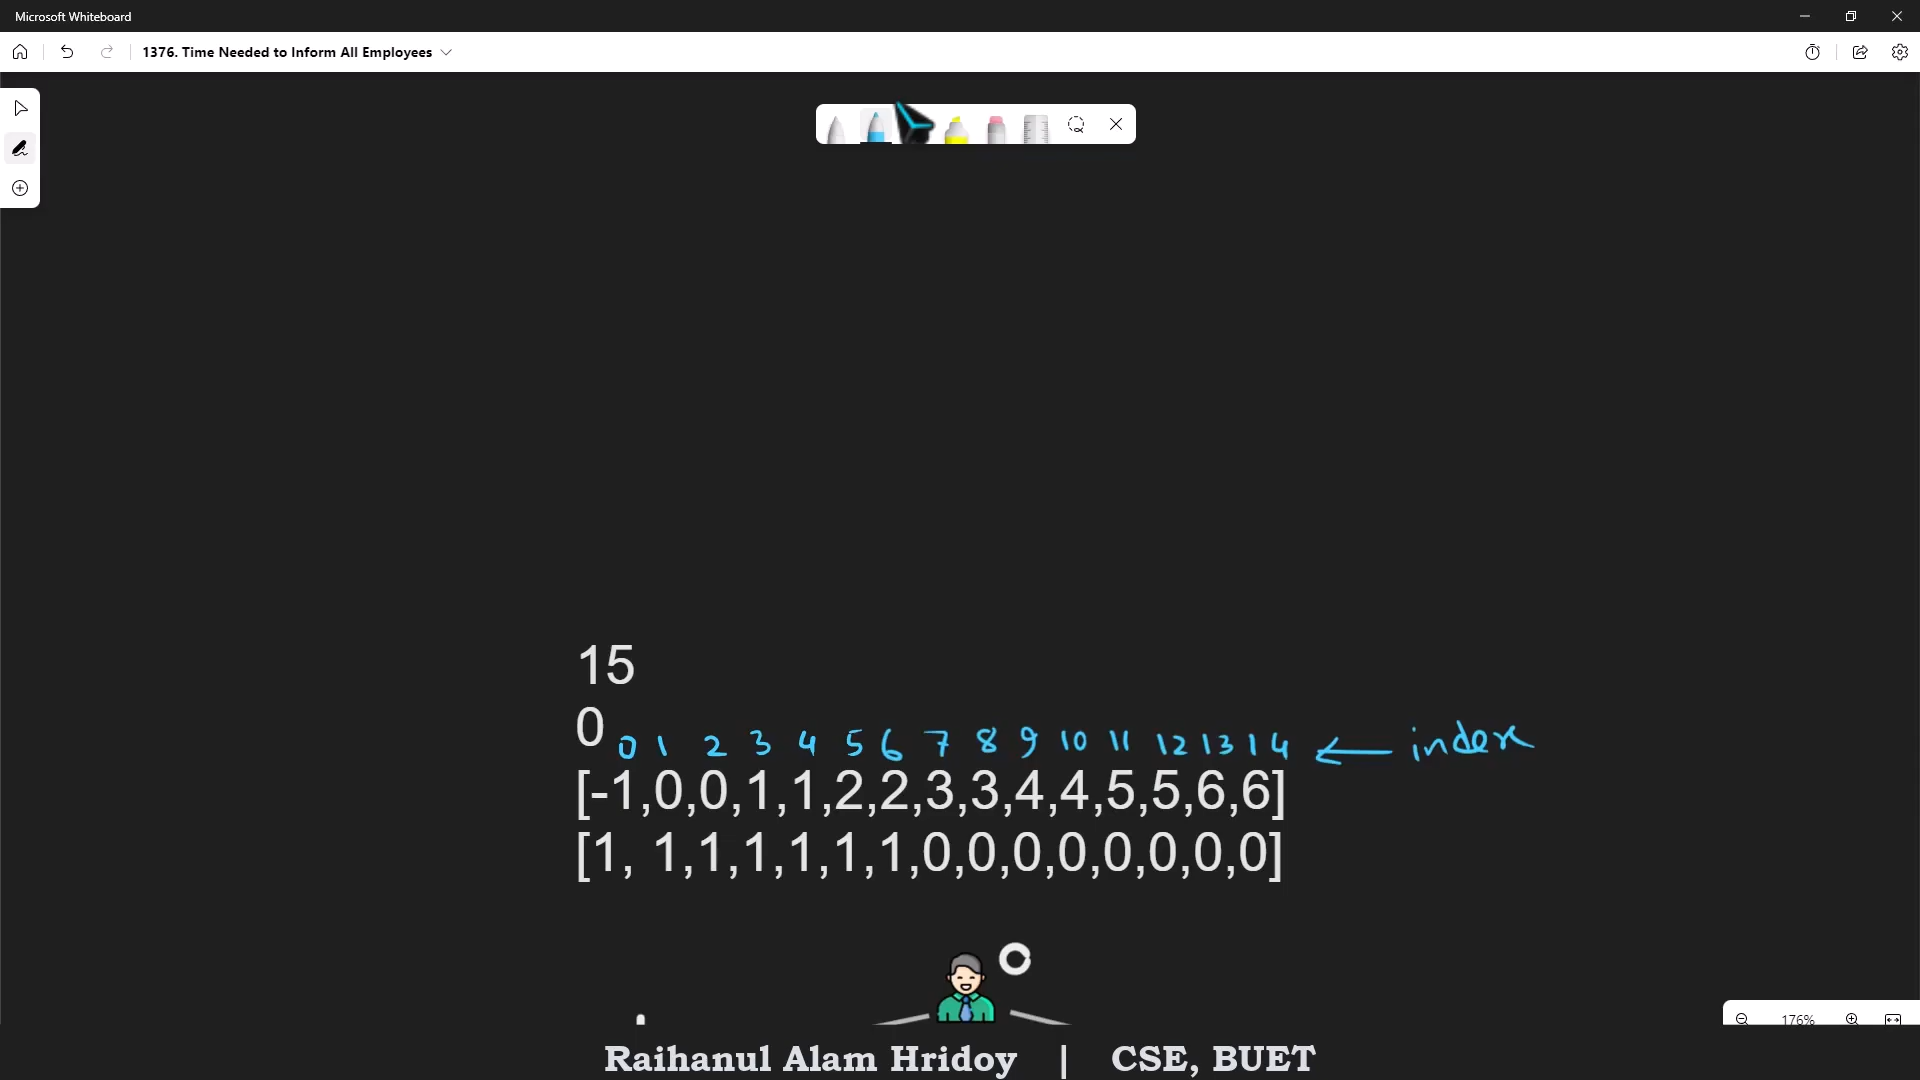 Microsoft Whiteboard
1376. Time Needed to Inform All Employees
15
0
0 1 2 3 4 5 6 7 8 9 10 11 12 13 14 ← index
[-1,0,0,1,1,2,2,3,3,4,4,5,5,6,6]
[1, 1,1,1,1,1,1,0,0,0,0,0,0,0,0]
0
176%
Raihanul Alam Hridoy | CSE, BUET